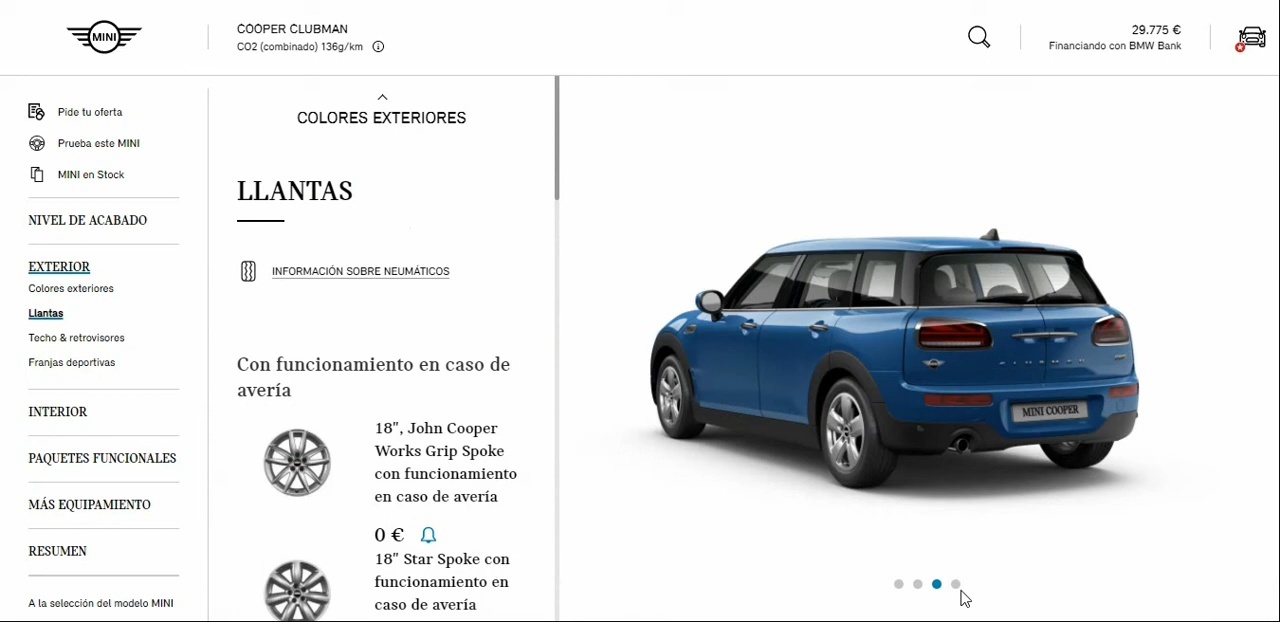 MINI
COOPER CLUBMAN
CO2 (combinado) 136g/km
29.775 €
Financiando con BMW Bank
Pide tu oferta
Prueba este MINI
MINI en Stock
NIVEL DE ACABADO
EXTERIOR
Colores exteriores
Llantas
Techo & retrovisores
Franjas deportivas
INTERIOR
PAQUETES FUNCIONALES
MÁS EQUIPAMIENTO
RESUMEN
A la selección del modelo MINI
COLORES EXTERIORES
LLANTAS
INFORMACIÓN SOBRE NEUMÁTICOS
Con funcionamiento en caso de
avería
18", John Cooper
Works Grip Spoke
con funcionamiento
en caso de avería
0 €
18" Star Spoke con
funcionamiento en
caso de avería
MINI COOPER